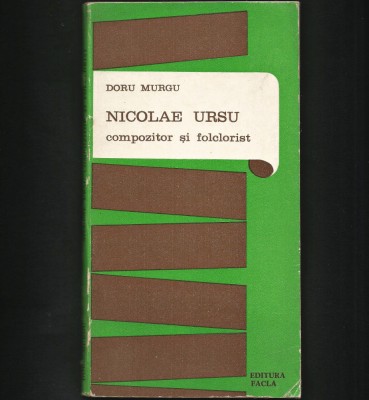 DORU MURGU
NICOLAE URSU
compozitor și folclorist
EDITURA
FACLA